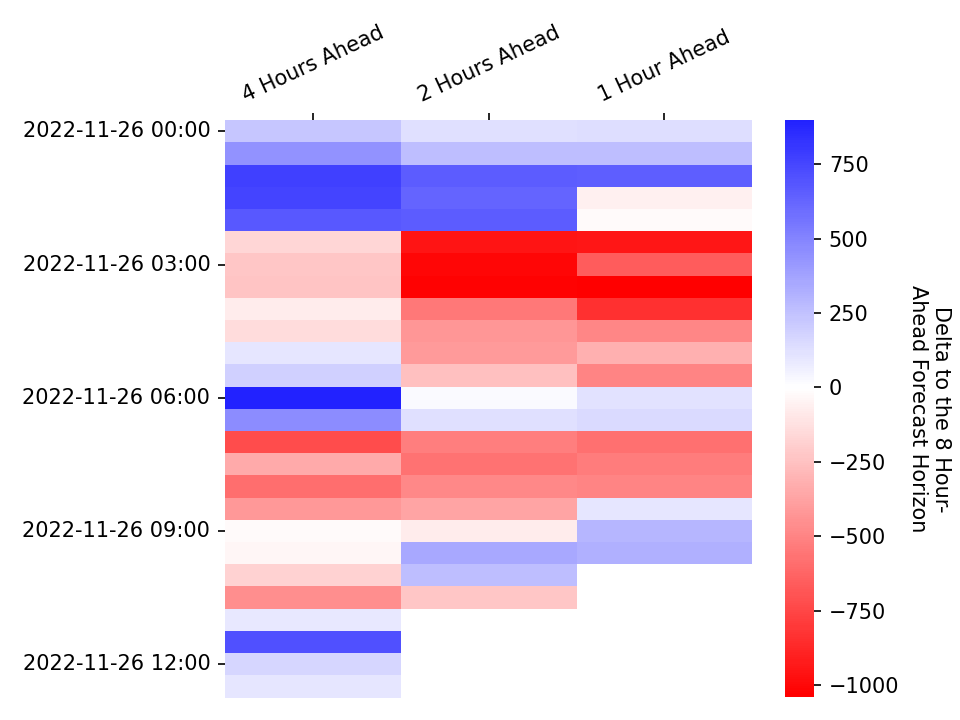 4 Hours Ahead
2 Hours Ahead
1 Hour Ahead
2022-11-26 00:00
2022-11-26 03:00
2022-11-26 06:00
2022-11-26 09:00
2022-11-26 12:00
750
500
250
0
−250
−500
−750
−1000
Delta to the 8 Hour-
Ahead Forecast Horizon